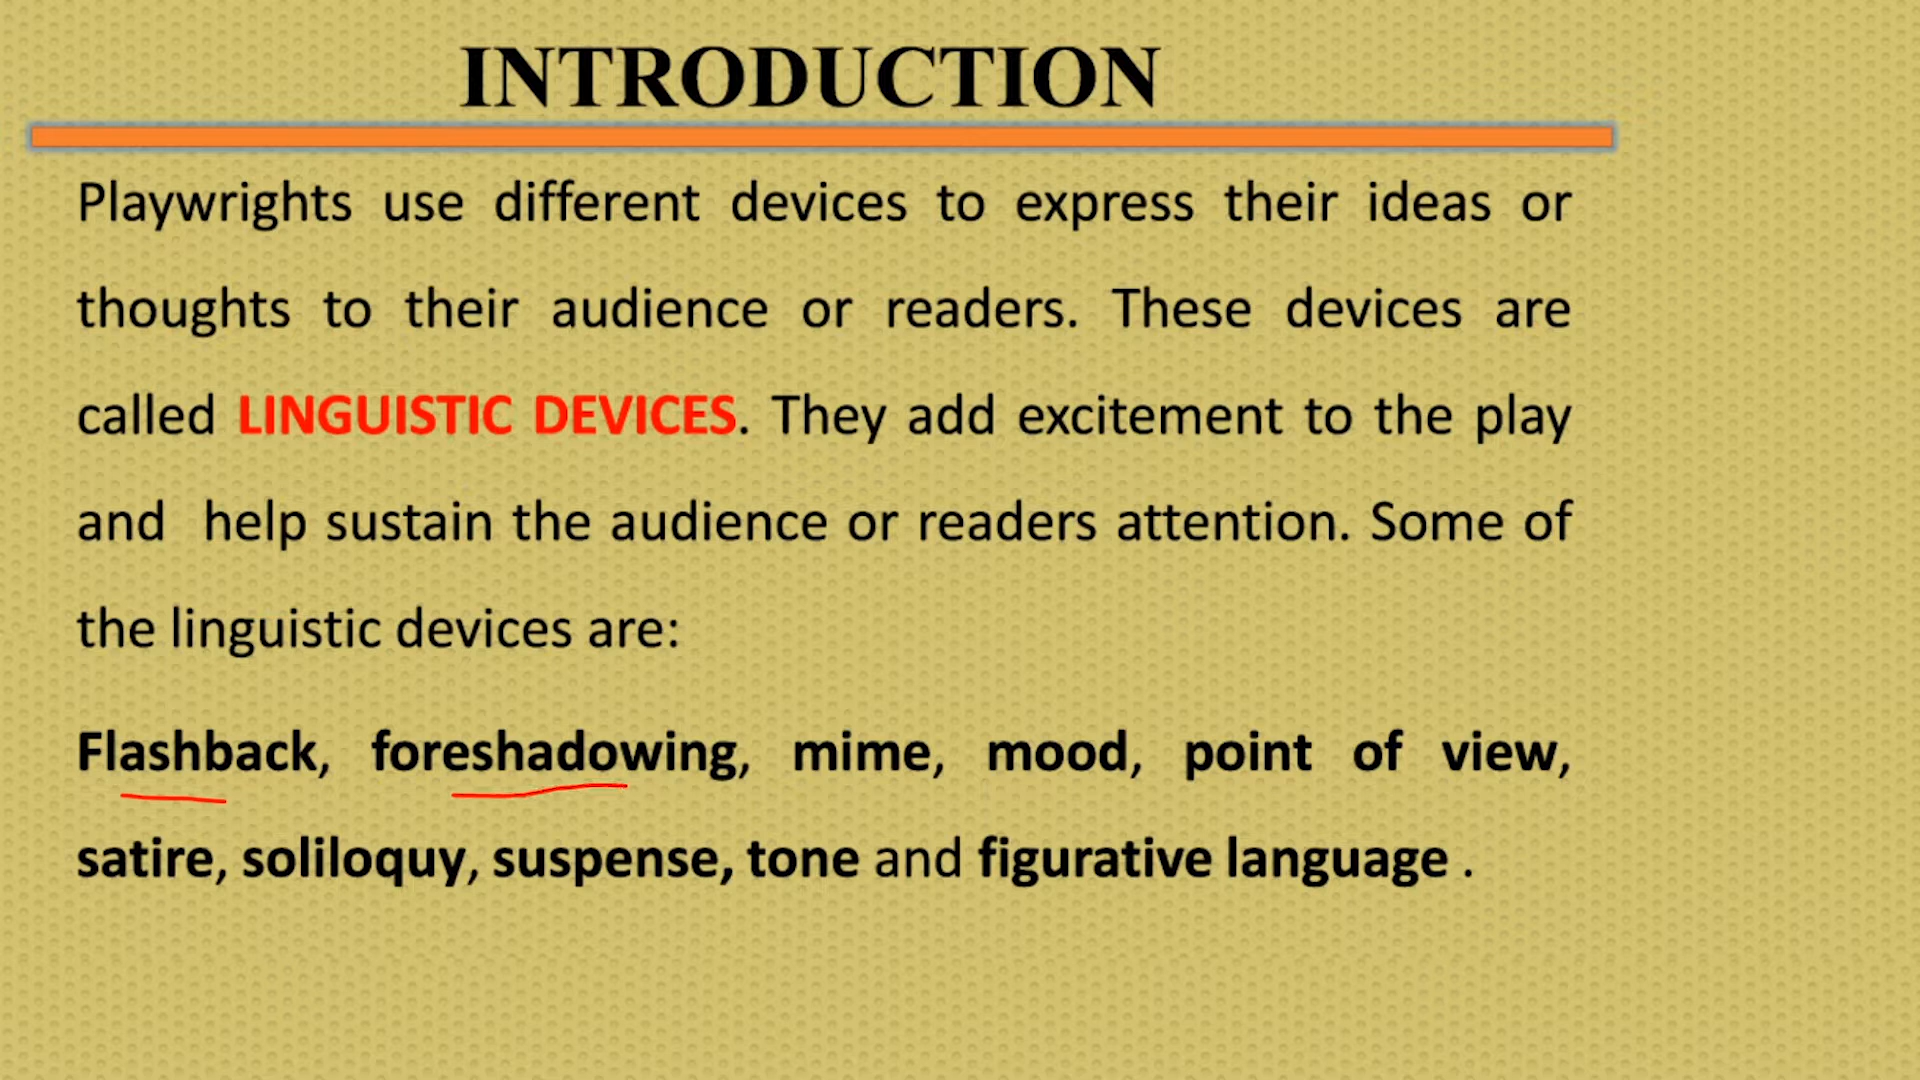 INTRODUCTION
Playwrights use different devices to express their ideas or
thoughts to their audience or readers. These devices are
called LINGUISTIC DEVICES. They add excitement to the play
and help sustain the audience or readers attention. Some of
the linguistic devices are:
Flashback, foreshadowing, mime, mood, point of view,
satire, soliloquy, suspense, tone and figurative language .